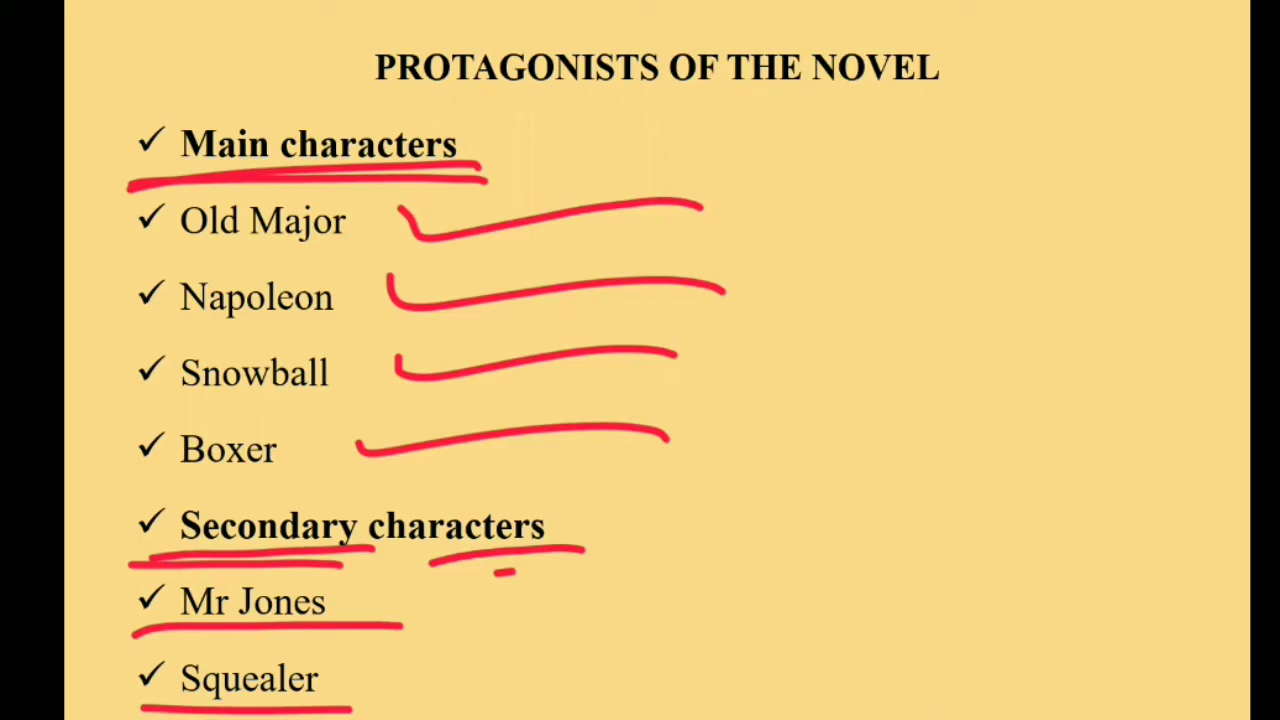 PROTAGONISTS OF THE NOVEL
✓ Main characters
✓ Old Major
✓ Napoleon
✓ Snowball
✓ Boxer
✓ Secondary characters
✓ Mr Jones
✓ Squealer